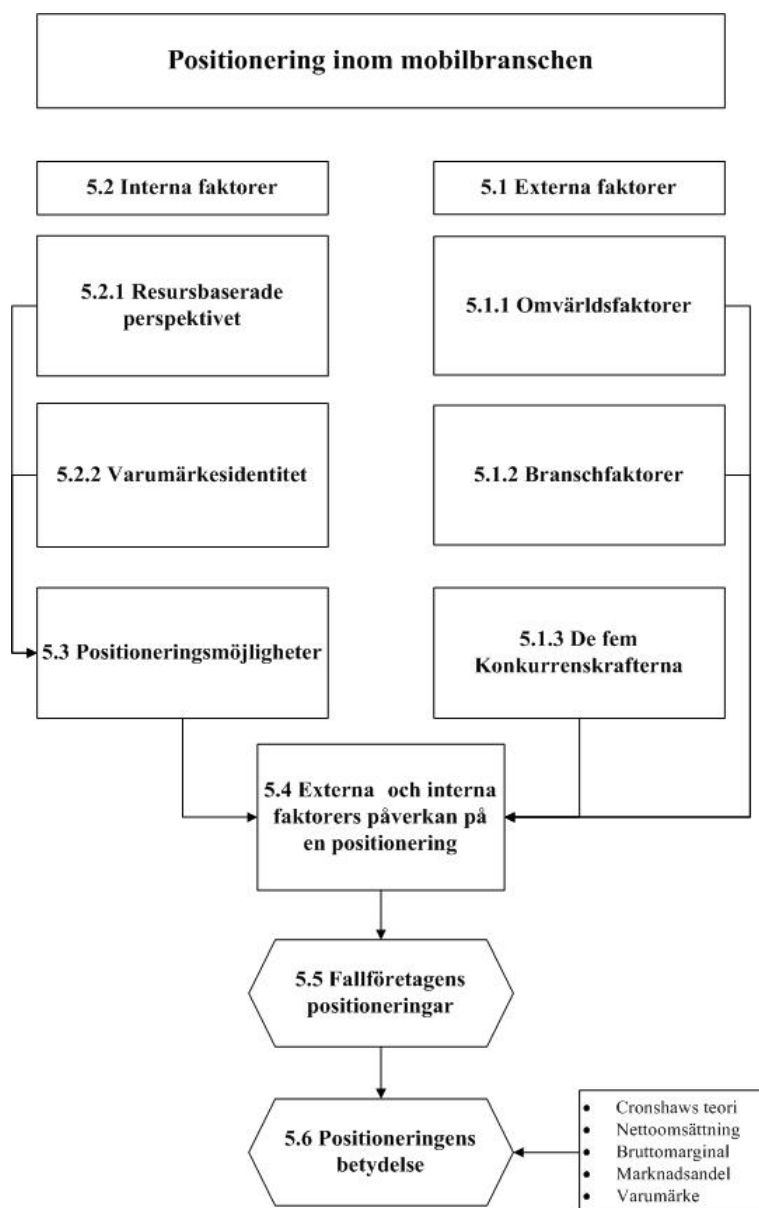 Positionering inom mobilbranschen
5.2 Interna faktorer
5.1 Externa faktorer
5.2.1 Resursbaserade
perspektivet
5.1.1 Omvärldsfaktorer
5.2.2 Varumärkesidentitet
5.1.2 Branschfaktorer
5.3 Positioneringsmöjligheter
5.1.3 De fem
Konkurrenskrafterna
5.4 Externa och interna
faktorers påverkan på
en positionering
5.5 Fallföretagens
positioneringar
5.6 Positioneringens
betydelse
• Cronshaws teori
• Nettoomsättning
• Bruttomarginal
• Marknadsandel
• Varumärke